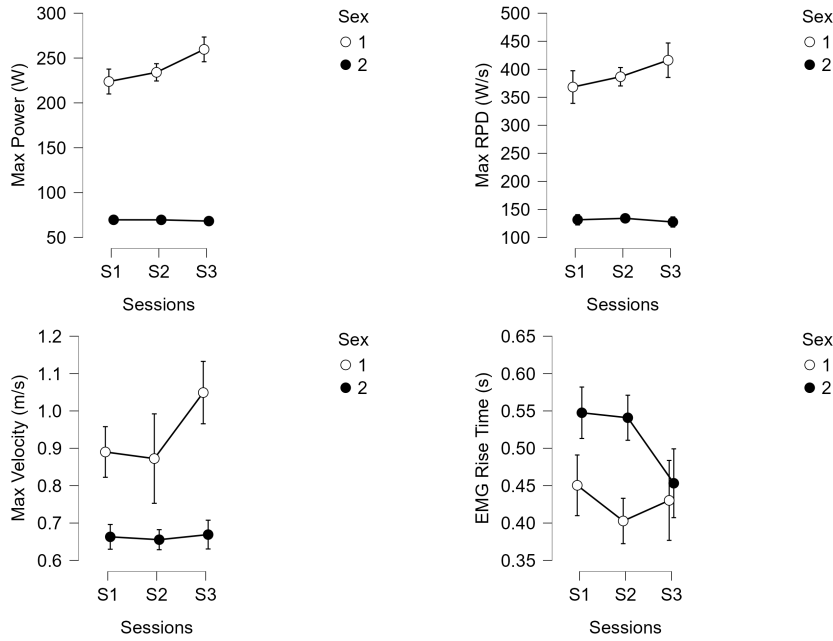 Max Power (W)
300
250
200
150
100
50
S1 S2 S3
Sessions
Sex
1
2
Max RPD (W/s)
500
450
400
350
300
250
200
150
100
S1 S2 S3
Sessions
Sex
1
2
Max Velocity (m/s)
1.2
1.1
1.0
0.9
0.8
0.7
0.6
S1 S2 S3
Sessions
Sex
1
2
EMG Rise Time (s)
0.65
0.60
0.55
0.50
0.45
0.40
0.35
S1 S2 S3
Sessions
Sex
1
2